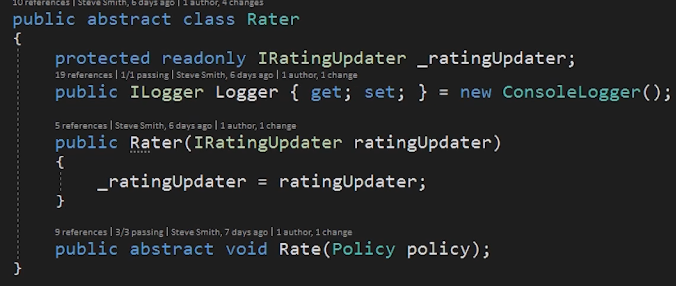 10 references | Steve Smith, 6 days ago | 1 author, 4 changes
public abstract class Rater
{
protected readonly IRatingUpdater _ratingUpdater;
19 references | 1/1 passing | Steve Smith, 6 days ago | 1 author, 1 change
public ILogger Logger { get; set; } = new ConsoleLogger();
5 references | Steve Smith, 6 days ago | 1 author, 1 change
public Rater(IRatingUpdater ratingUpdater)
{
_ratingUpdater = ratingUpdater;
}
9 references | 3/3 passing | Steve Smith, 7 days ago | 1 author, 1 change
public abstract void Rate(Policy policy);
}